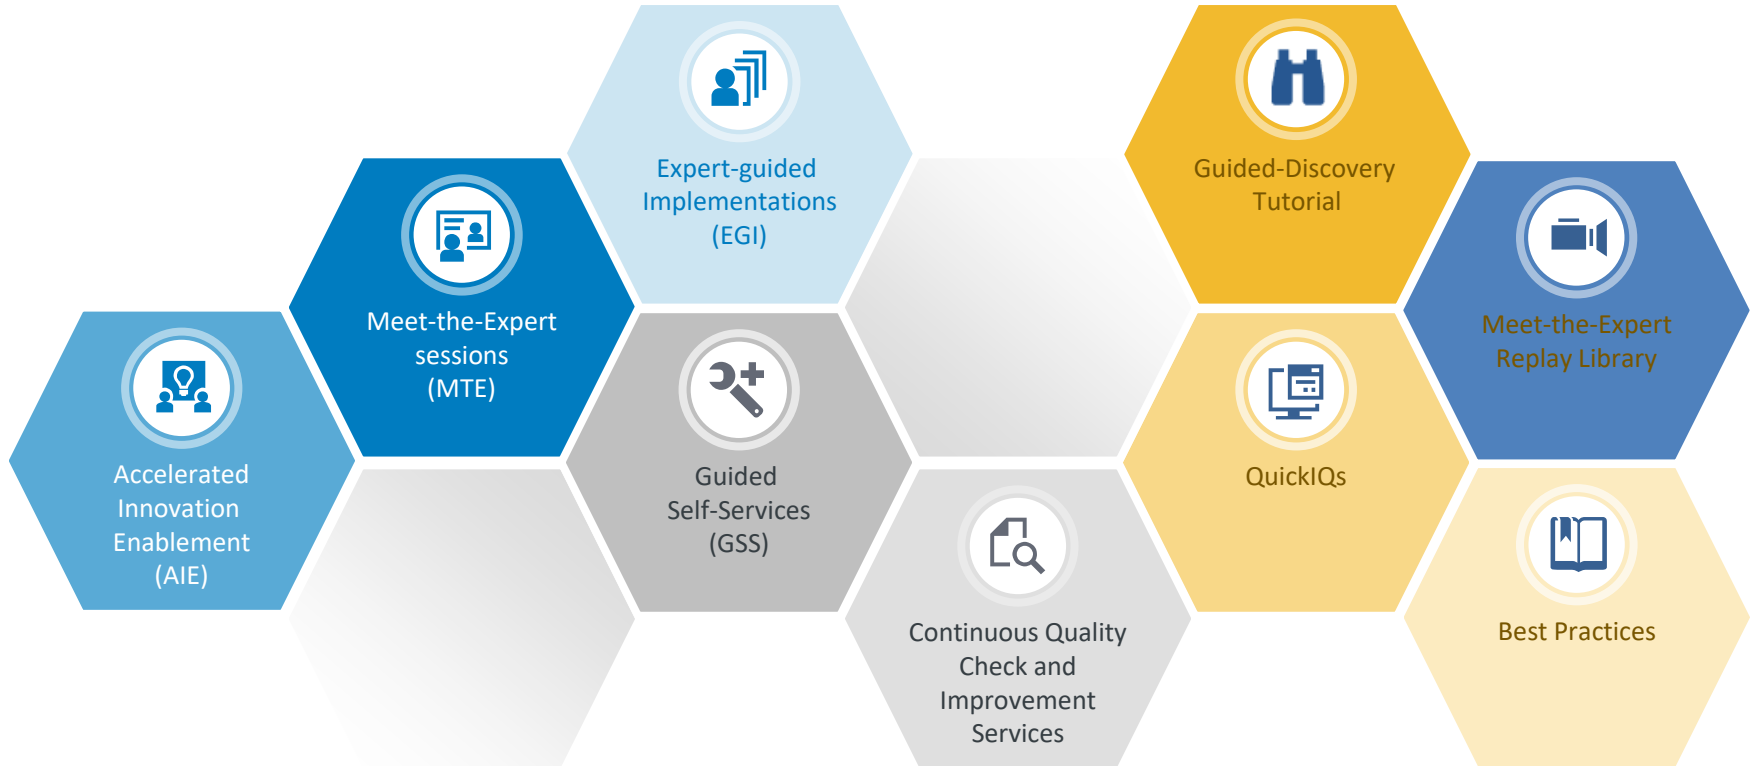 Accelerated
Innovation
Enablement
(AIE)
Meet-the-Expert
sessions
(MTE)
Expert-guided
Implementations
(EGI)
Guided
Self-Services
(GSS)
Continuous Quality
Check and
Improvement
Services
Guided-Discovery
Tutorial
QuickIQs
Meet-the-Expert
Replay Library
Best Practices